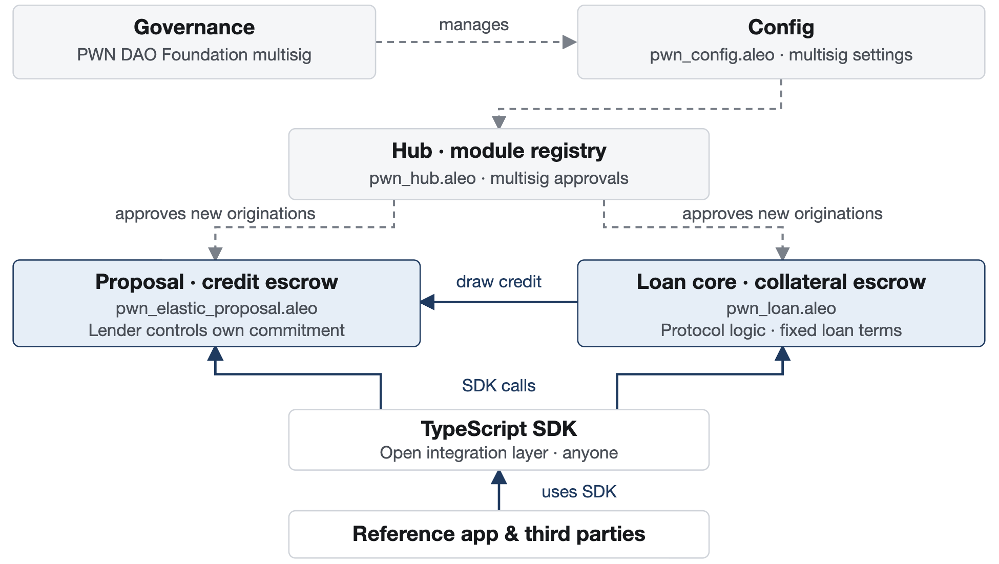 Governance
PWN DAO Foundation multisig
manages
Config
pwn_config.aleo · multisig settings
Hub · module registry
pwn_hub.aleo · multisig approvals
approves new originations
approves new originations
Proposal · credit escrow
pwn_elastic_proposal.aleo
Lender controls own commitment
draw credit
Loan core · collateral escrow
pwn_loan.aleo
Protocol logic · fixed loan terms
SDK calls
TypeScript SDK
Open integration layer · anyone
uses SDK
Reference app & third parties